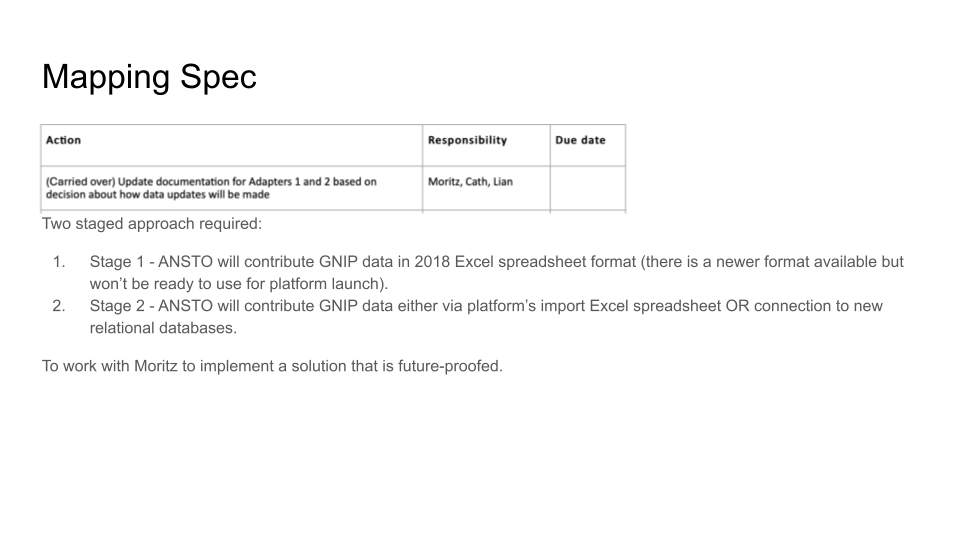 Mapping Spec
Action Responsibility Due date
(Carried over) Update documentation for Adapters 1 and 2 based on Moritz, Cath, Lian
decision about how data updates will be made
Two staged approach required:
1. Stage 1 - ANSTO will contribute GNIP data in 2018 Excel spreadsheet format (there is a newer format available but
won’t be ready to use for platform launch).
2. Stage 2 - ANSTO will contribute GNIP data either via platform’s import Excel spreadsheet OR connection to new
relational databases.
To work with Moritz to implement a solution that is future-proofed.